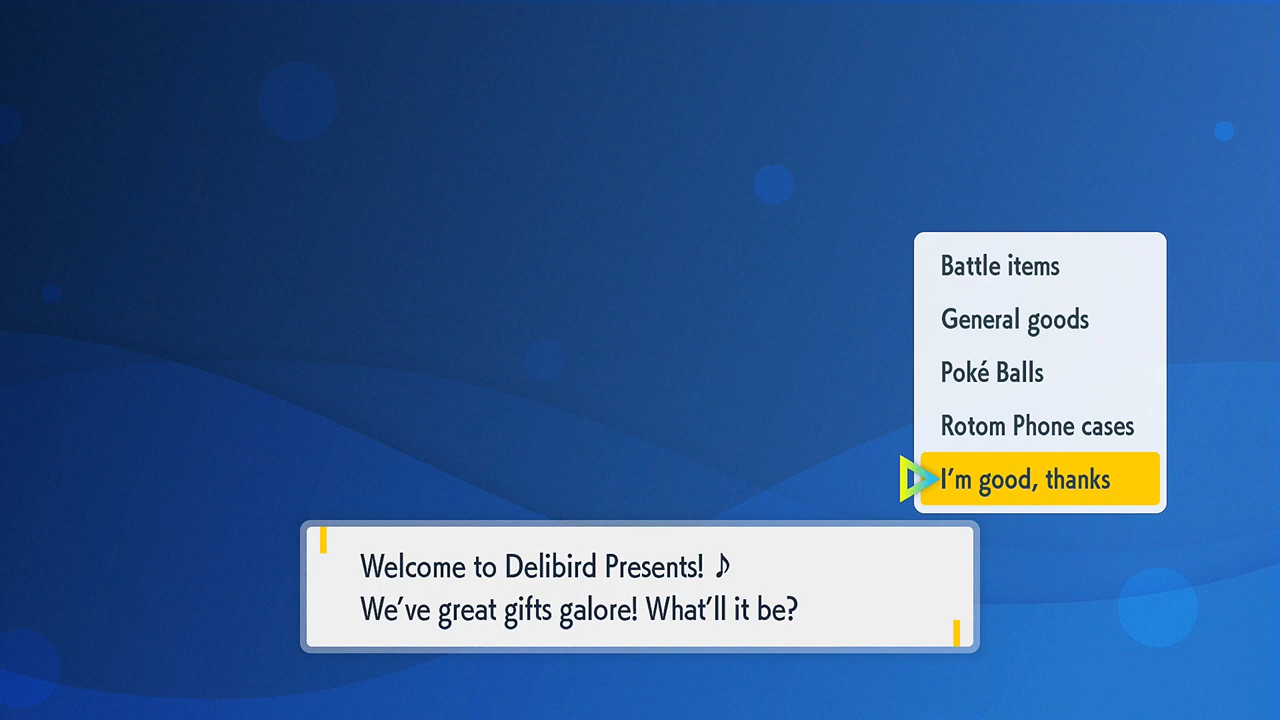 Battle items
General goods
Poké Balls
Rotom Phone cases
I'm good, thanks
Welcome to Delibird Presents! ♪
We've great gifts galore! What'll it be?